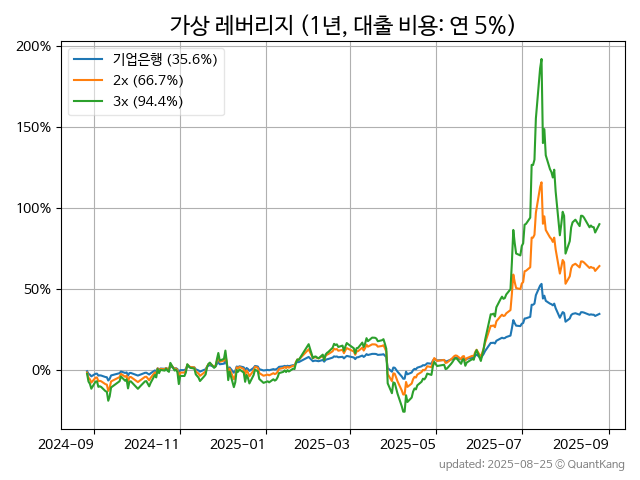 가상 레버리지 (1년, 대출 비용: 연 5%)
200%
150%
100%
50%
0%
기업은행 (35.6%)
2x (66.7%)
3x (94.4%)
2024-09 2024-11 2025-01 2025-03 2025-05 2025-07 2025-09
updated: 2025-08-25 © QuantKang